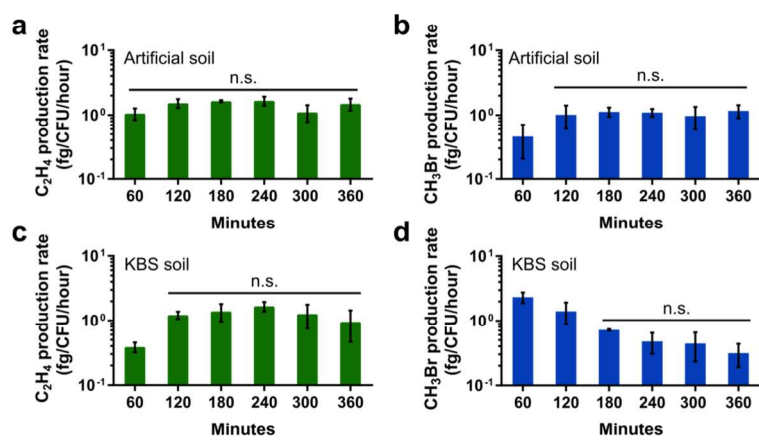 a
C₂H₄ production rate
(fg/CFU/hour)
Artificial soil
n.s.
10¹
10⁰
10⁻¹
60 120 180 240 300 360
Minutes
b
CH₃Br production rate
(fg/CFU/hour)
Artificial soil
n.s.
10¹
10⁰
10⁻¹
60 120 180 240 300 360
Minutes
c
C₂H₄ production rate
(fg/CFU/hour)
KBS soil
n.s.
10¹
10⁰
10⁻¹
60 120 180 240 300 360
Minutes
d
CH₃Br production rate
(fg/CFU/hour)
KBS soil
n.s.
10¹
10⁰
10⁻¹
60 120 180 240 300 360
Minutes